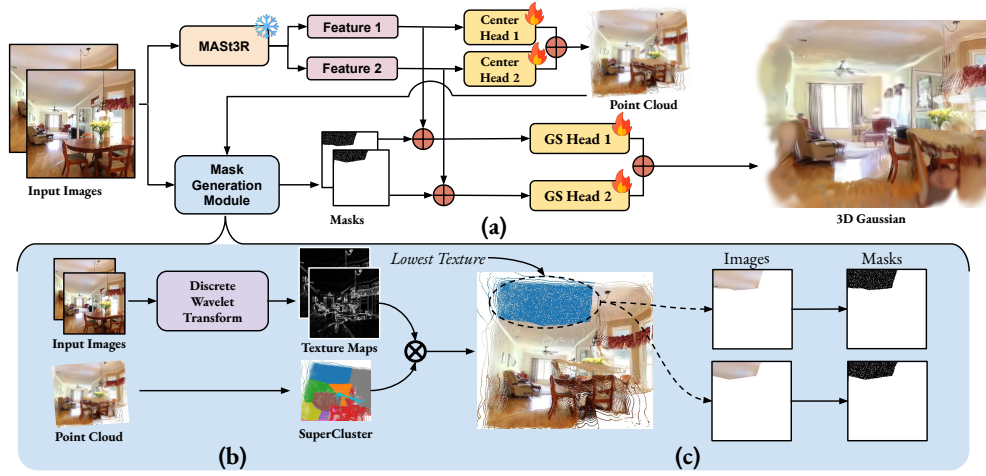 MASt3R
Feature 1
Feature 2
Center
Head 1
Center
Head 2
Point Cloud
Input Images
Mask
Generation
Module
Masks
GS Head 1
GS Head 2
3D Gaussian
(a)
Input Images
Discrete
Wavelet
Transform
Texture Maps
Point Cloud
SuperCluster
(b)
Lowest Texture
(c)
Images
Masks